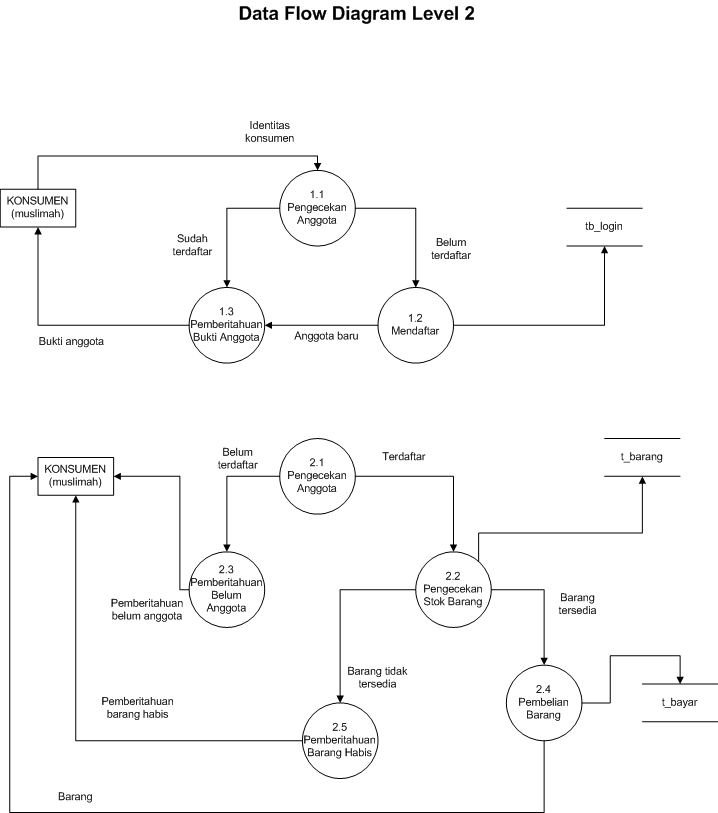 Data Flow Diagram Level 2
Identitas
konsumen
KONSUMEN
(muslimah)
1.1
Pengecekan
Anggota
tb_login
Sudah
terdaftar
Belum
terdaftar
1.3
Pemberitahuan
Bukti Anggota
1.2
Mendaftar
Anggota baru
Bukti anggota
KONSUMEN
(muslimah)
Belum
terdaftar
2.1
Pengecekan
Anggota
Terdaftar
t_barang
2.3
Pemberitahuan
Belum
Anggota
2.2
Pengecekan
Stok Barang
Pemberitahuan
belum anggota
Barang
tersedia
Barang tidak
tersedia
2.4
Pembelian
Barang
t_bayar
Pemberitahuan
barang habis
2.5
Pemberitahuan
Barang Habis
Barang